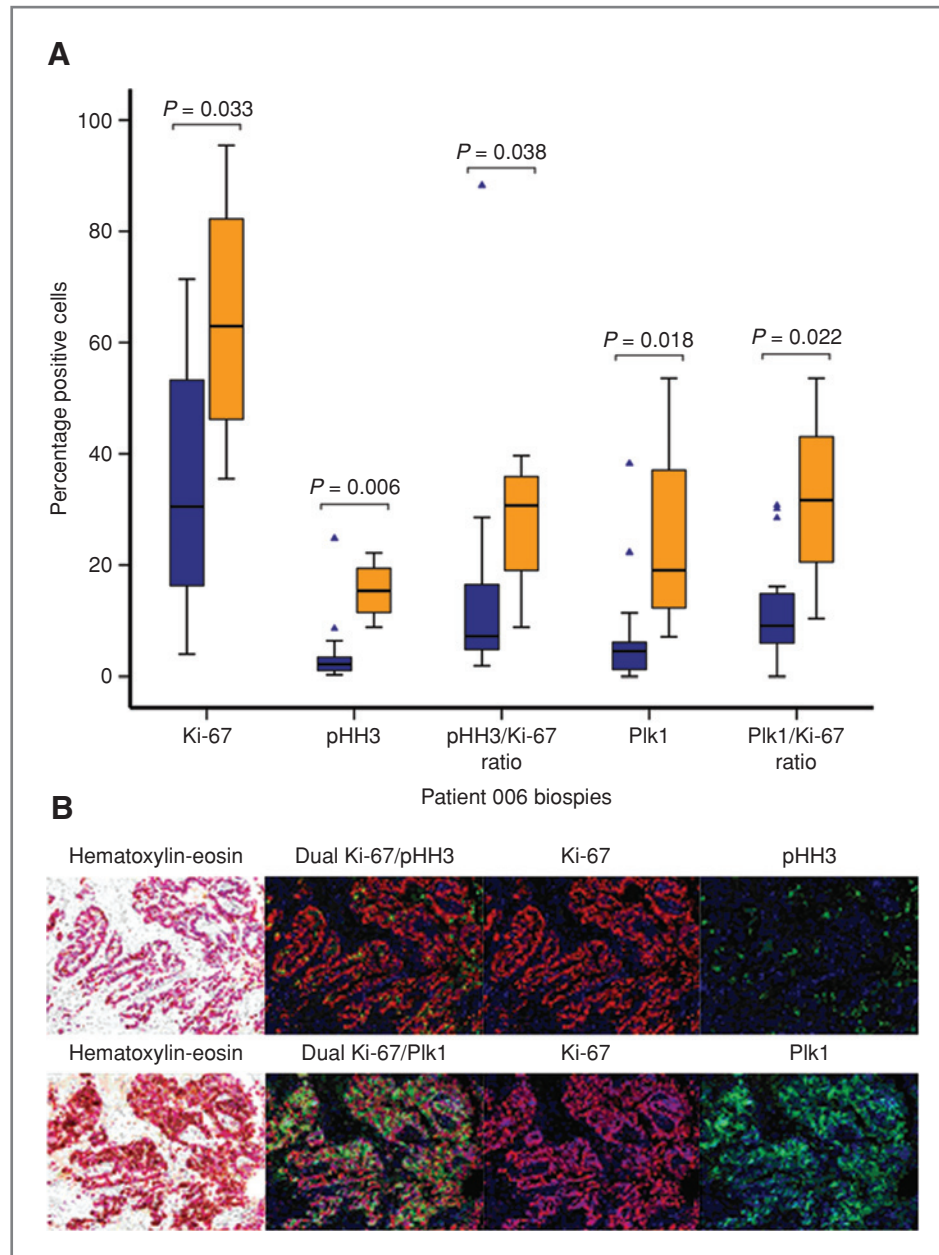 A
P = 0.033
P = 0.038
P = 0.018
P = 0.022
P = 0.006
100
80
60
40
20
0
Percentage positive cells
Ki-67
pHH3
pHH3/Ki-67
ratio
Plk1
Plk1/Ki-67
ratio
Patient 006 biospies
B
Hematoxylin-eosin
Dual Ki-67/pHH3
Ki-67
pHH3
Hematoxylin-eosin
Dual Ki-67/Plk1
Ki-67
Plk1